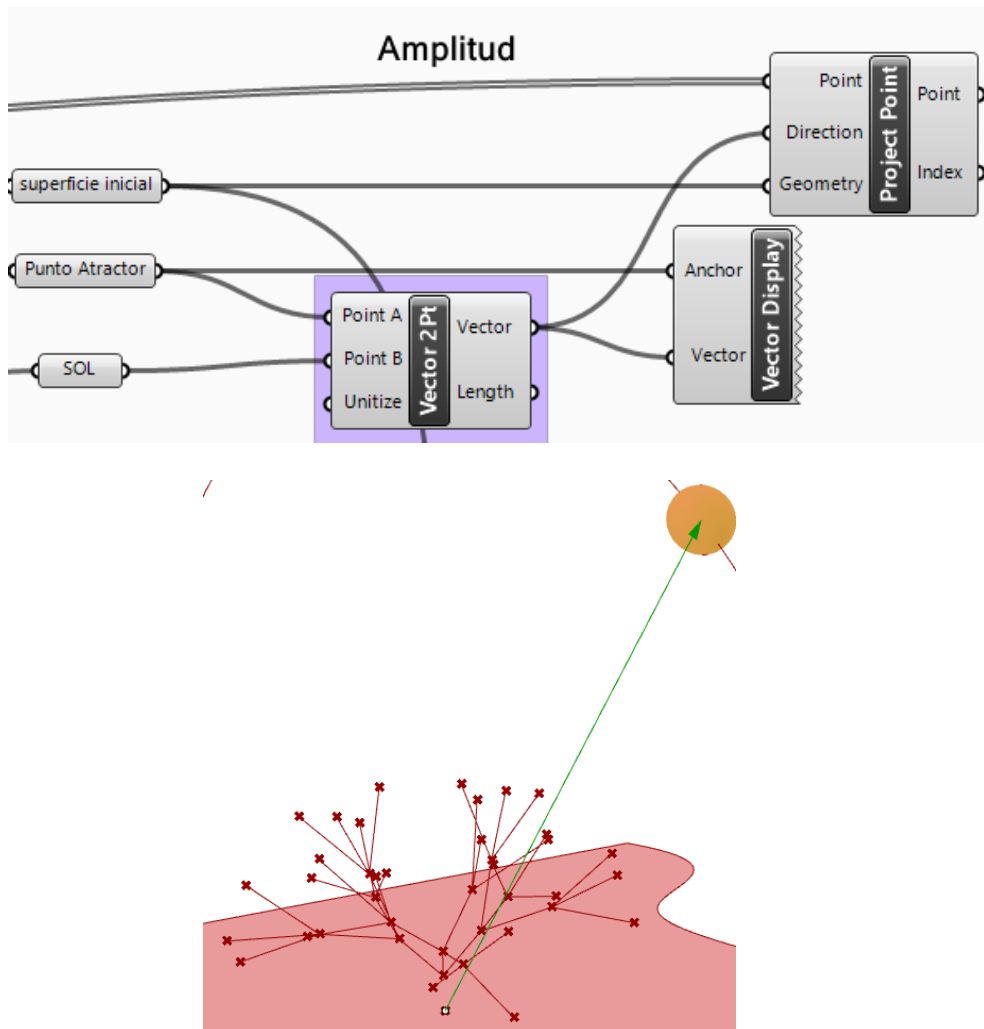 Amplitud
Point
Direction
Geometry
Project Point
Point
Index
superficie inicial
Punto Atractor
SOL
Point A
Point B
Unitize
Vector 2Pt
Vector
Length
Anchor
Vector
Vector Display